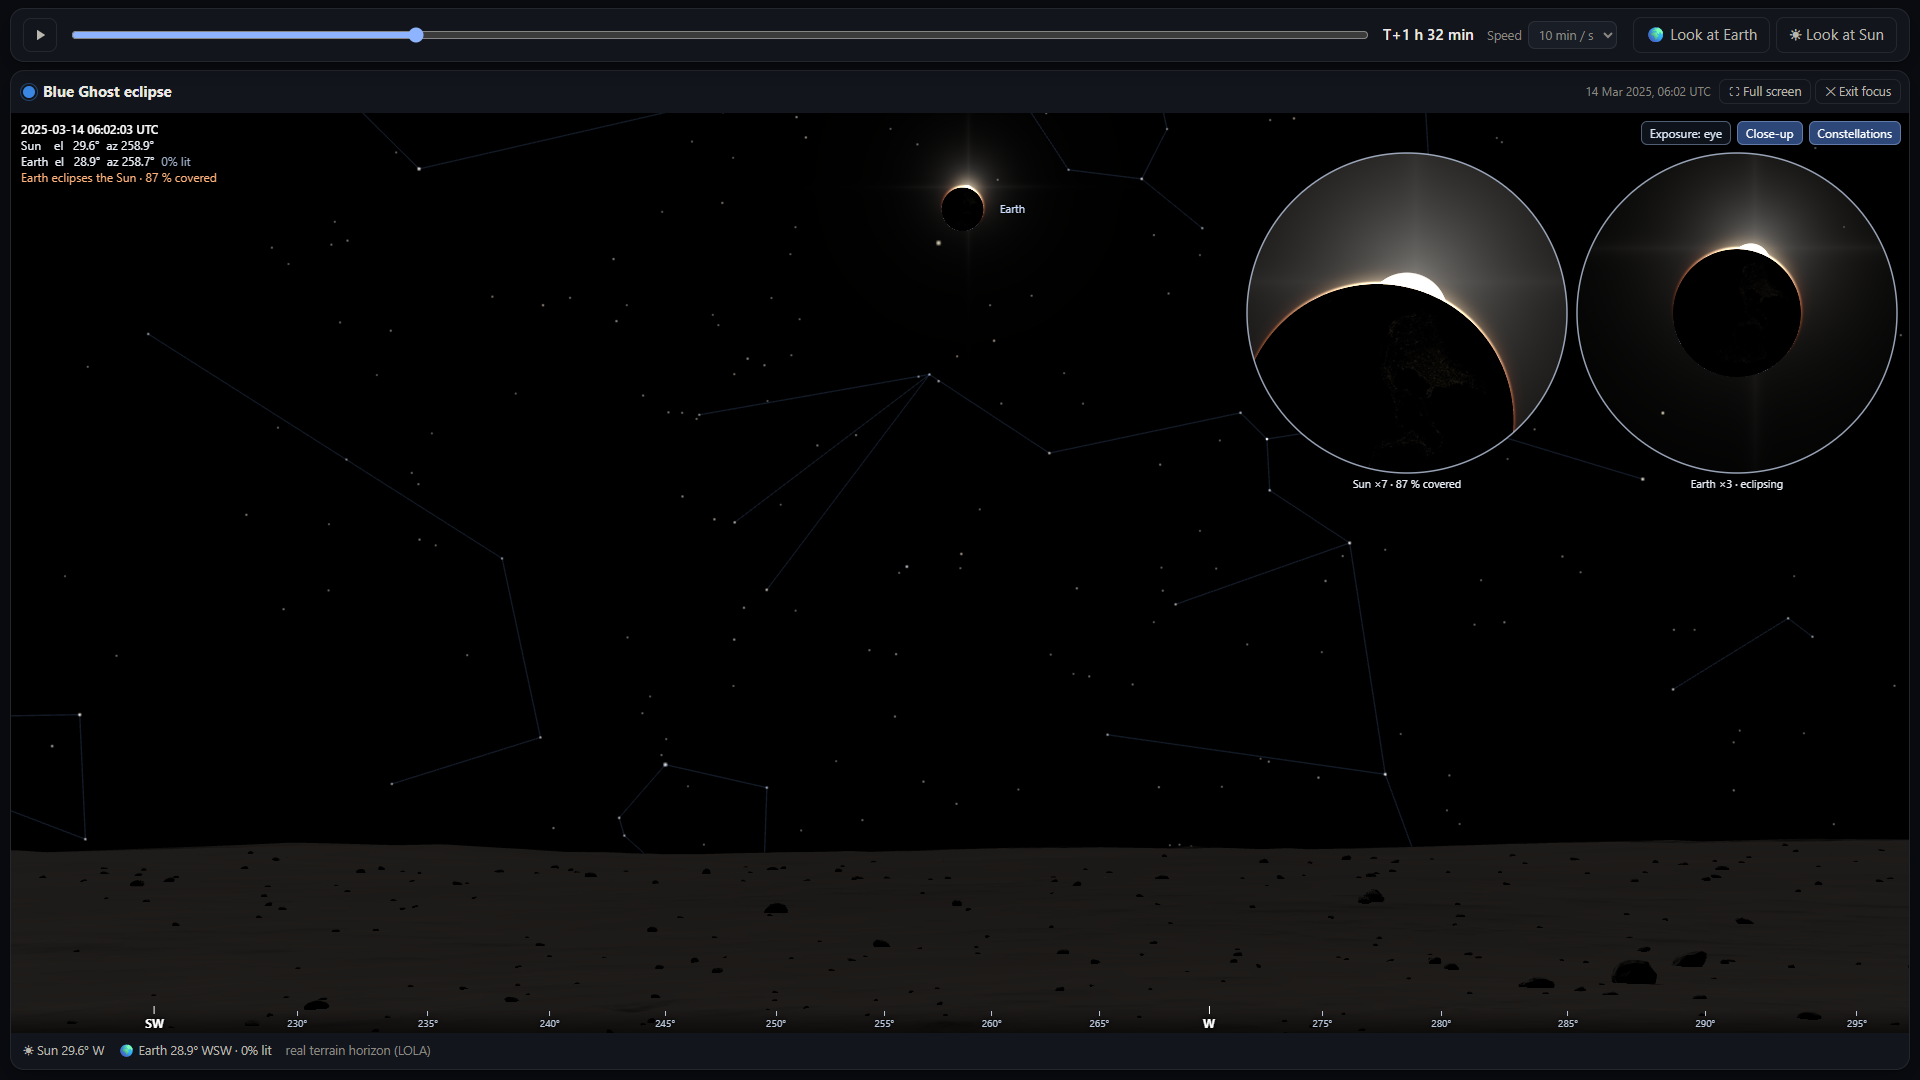 T+1 h 32 min
Speed
10 min / s
Look at Earth
Look at Sun
Blue Ghost eclipse
14 Mar 2025, 06:02 UTC
Full screen
Exit focus
2025-03-14 06:02:03 UTC
Sun el 29.6° az 258.9°
Earth el 28.9° az 258.7° 0% lit
Earth eclipses the Sun · 87 % covered
Exposure: eye
Close-up
Constellations
Earth
Sun ×7 · 87 % covered
Earth ×3 · eclipsing
SW
230°
235°
240°
245°
250°
255°
260°
265°
W
275°
280°
285°
290°
295°
Sun 29.6° W
Earth 28.9° WSW · 0% lit
real terrain horizon (LOLA)